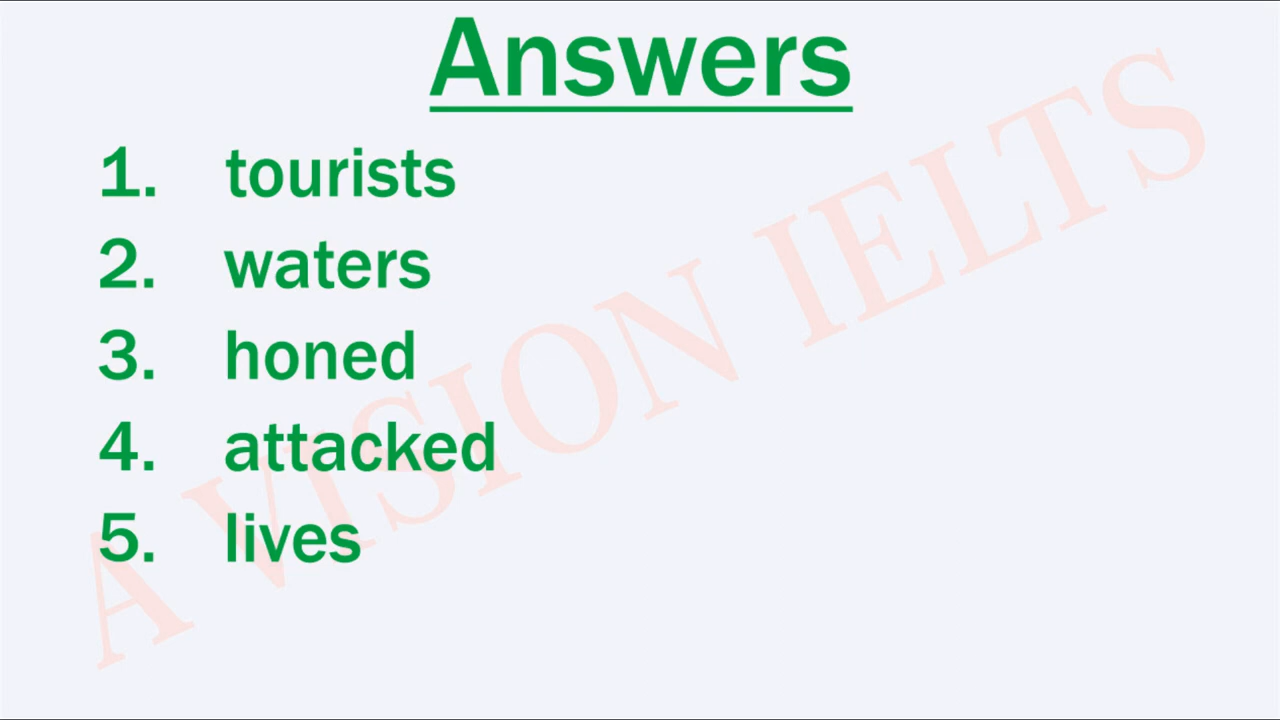 Answers
1. tourists
2. waters
3. honed
4. attacked
5. lives
A VISION IELTS